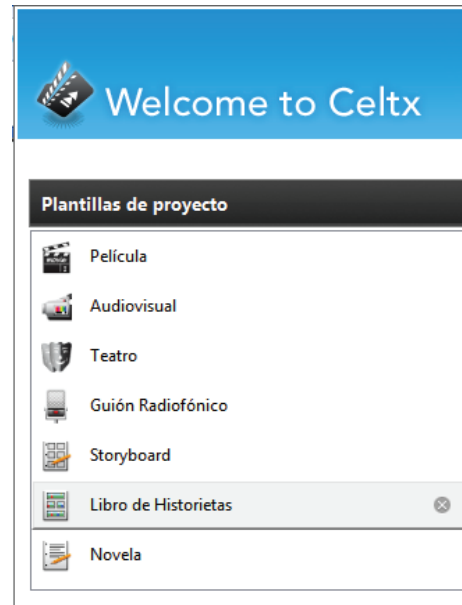 Welcome to Celtx
Plantillas de proyecto
Película
Audiovisual
Teatro
Guión Radiofónico
Storyboard
Libro de Historietas
Novela